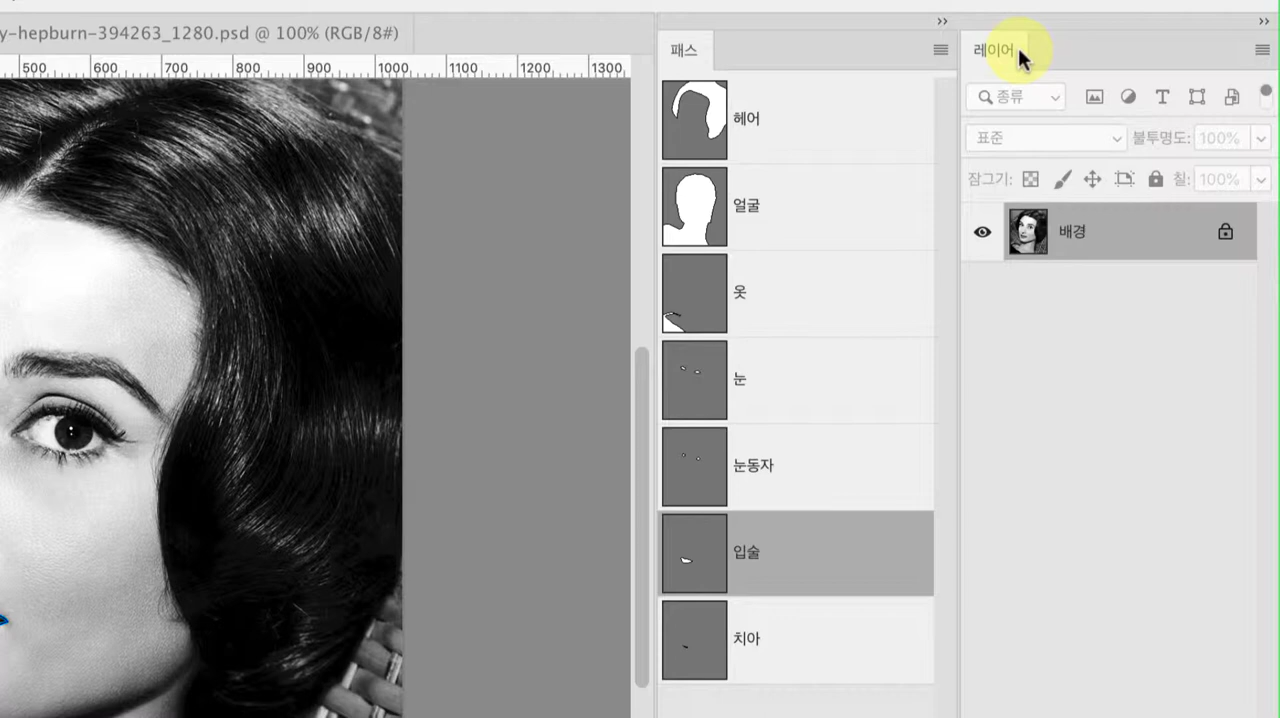 y-hepburn-394263_1280.psd @ 100% (RGB/8#)
500 600 700 800 900 1000 1100 1200 1300
패스
헤어
얼굴
옷
눈
눈동자
입술
치아
레이어
종류
표준 불투명도: 100%
잠그기: 칠: 100%
배경